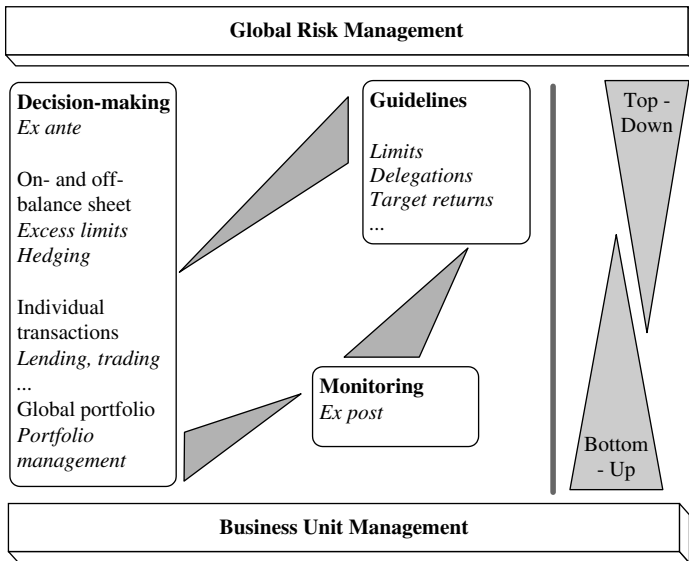 Global Risk Management
Decision-making
Ex ante
On- and off-
balance sheet
Excess limits
Hedging
Individual
transactions
Lending, trading
...
Global portfolio
Portfolio
management
Guidelines
Limits
Delegations
Target returns
...
Monitoring
Ex post
Top -
Down
Bottom
- Up
Business Unit Management